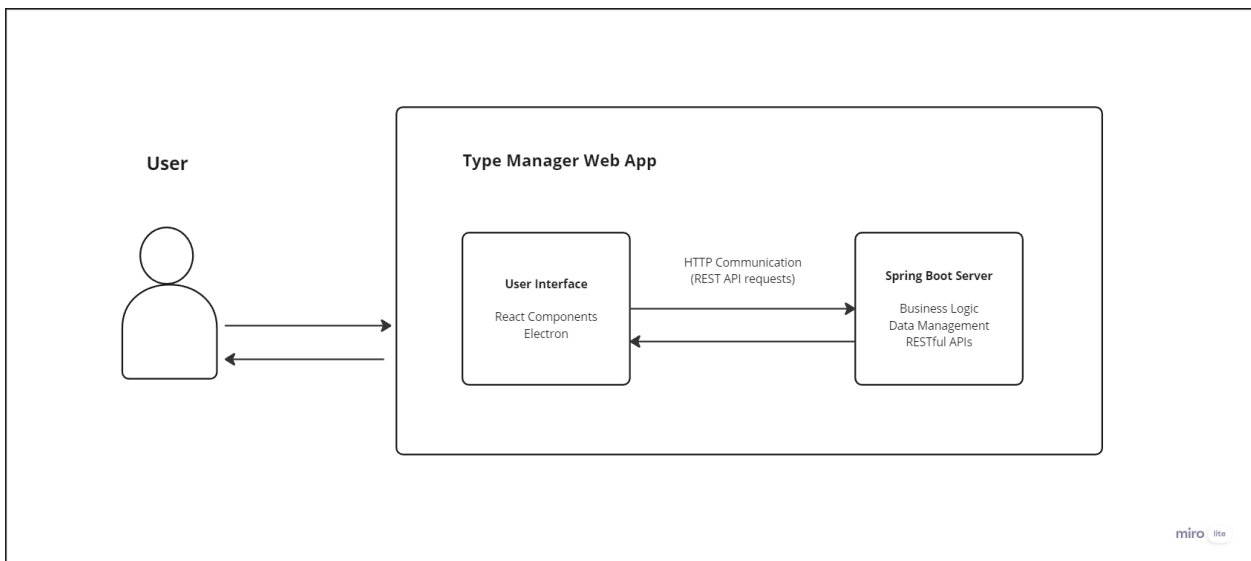 User
Type Manager Web App
User Interface
React Components
Electron
HTTP Communication
(REST API requests)
Spring Boot Server
Business Logic
Data Management
RESTful APIs
miro lite